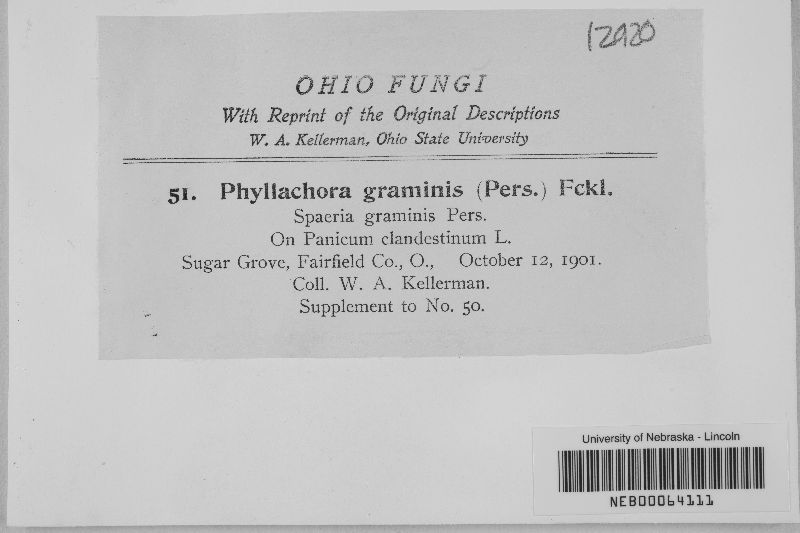 12920
OHIO FUNGI
With Reprint of the Original Descriptions
W. A. Kellerman, Ohio State University
51. Phyllachora graminis (Pers.) Fckl.
Spaeria graminis Pers.
On Panicum clandestinum L.
Sugar Grove, Fairfield Co., O., October 12, 1901.
Coll. W. A. Kellerman.
Supplement to No. 50.
University of Nebraska - Lincoln
NEB00064111